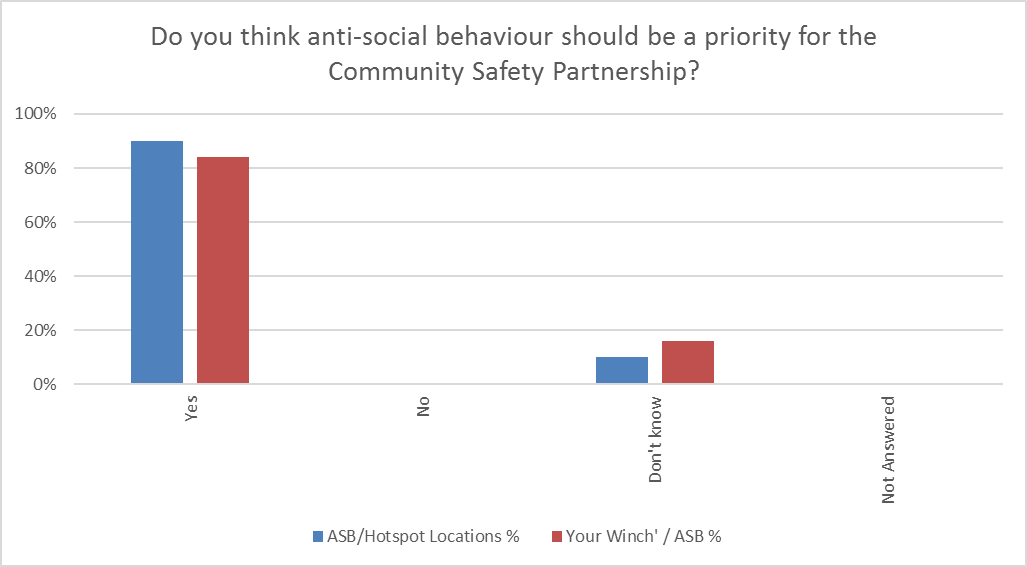 Do you think anti-social behaviour should be a priority for the
Community Safety Partnership?
100%
80%
60%
40%
20%
0%
Yes
No
Don't know
Not Answered
ASB/Hotspot Locations %
Your Winch' / ASB %